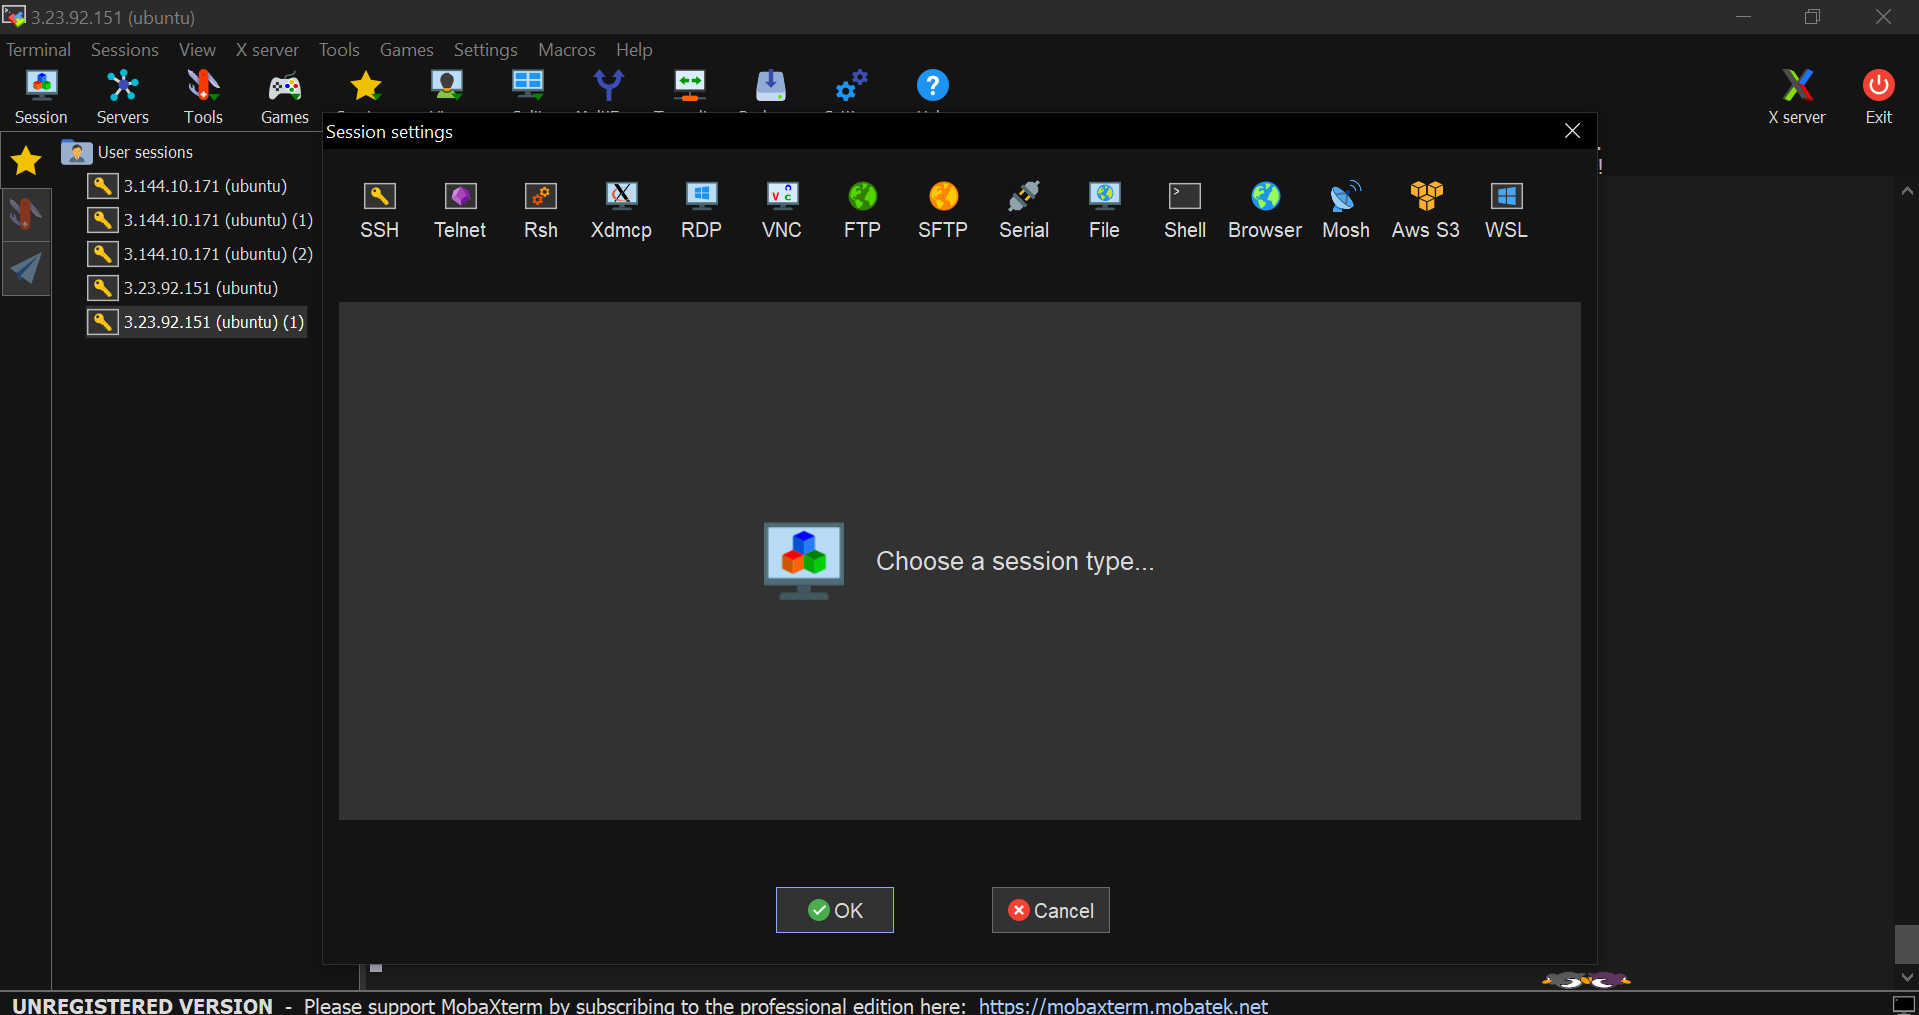 3.23.92.151 (ubuntu)
Terminal Sessions View X server Tools Games Settings Macros Help
Session Servers Tools Games X server Exit
Session settings
User sessions
3.144.10.171 (ubuntu)
3.144.10.171 (ubuntu) (1)
3.144.10.171 (ubuntu) (2)
3.23.92.151 (ubuntu)
3.23.92.151 (ubuntu) (1)
SSH Telnet Rsh Xdmcp RDP VNC FTP SFTP Serial File Shell Browser Mosh Aws S3 WSL
Choose a session type...
OK Cancel
UNREGISTERED VERSION - Please support MobaXterm by subscribing to the professional edition here: https://mobaxterm.mobatek.net